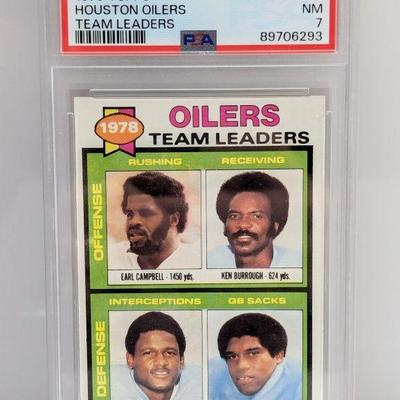 HOUSTON OILERS NM
TEAM LEADERS 7
PSA 89706293
1978 OILERS
TEAM LEADERS
RUSHING RECEIVING
OFFENSE
EARL CAMPBELL - 1450 yds. KEN BURROUGH - 624 yds.
INTERCEPTIONS QB SACKS
DEFENSE